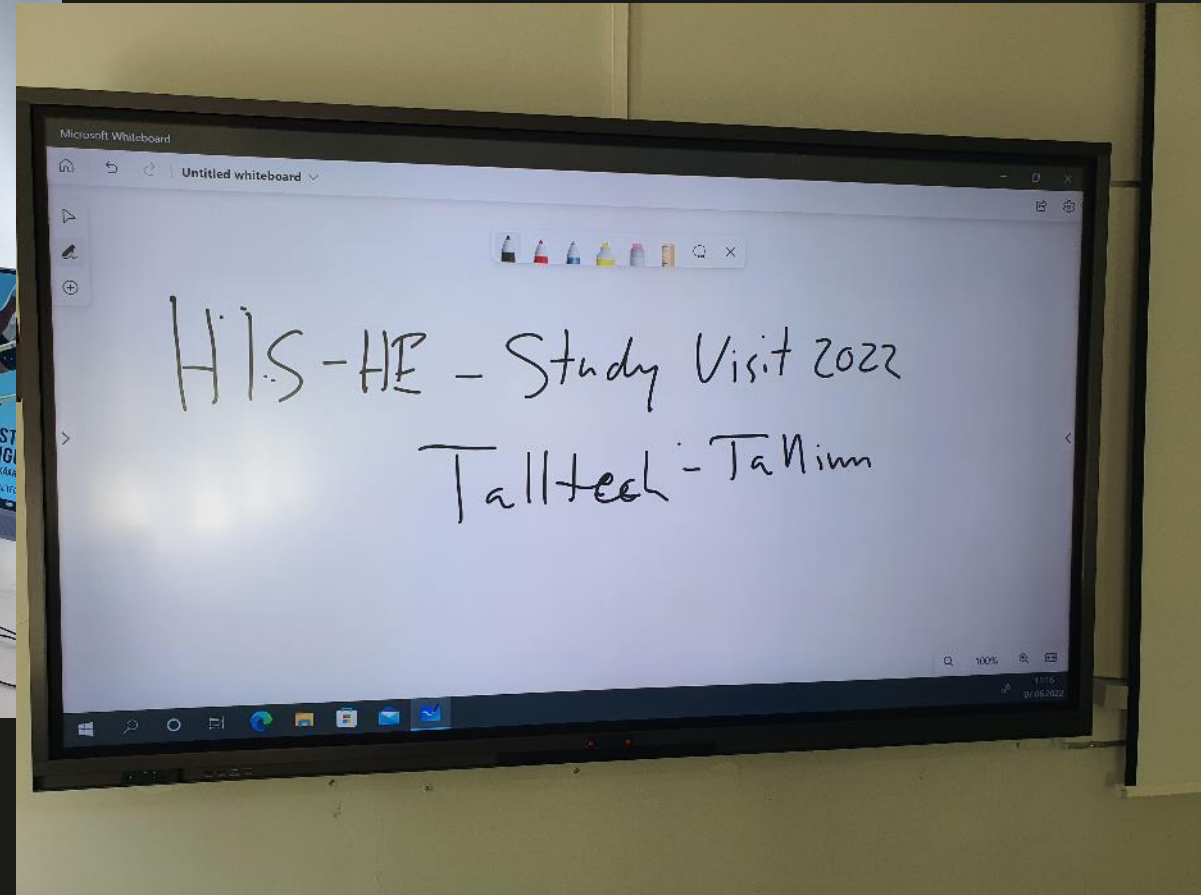 Microsoft Whiteboard
Untitled whiteboard
HIS-HE - Study Visit 2022
Talltech - Tallinn
100%